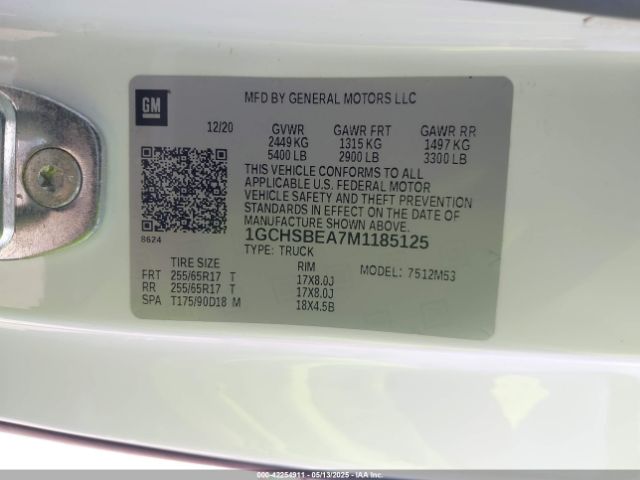 GM
MFD BY GENERAL MOTORS LLC
12/20 GVWR GAWR FRT GAWR RR
2449 KG 1315 KG 1497 KG
5400 LB 2900 LB 3300 LB
THIS VEHICLE CONFORMS TO ALL
APPLICABLE U.S. FEDERAL MOTOR
VEHICLE SAFETY AND THEFT PREVENTION
STANDARDS IN EFFECT ON THE DATE OF
MANUFACTURE SHOWN ABOVE.
8624 1GCHSBEA7M1185125
TYPE: TRUCK
TIRE SIZE RIM MODEL: 7512M53
FRT 255/65R17 T 17X8.0J
RR 255/65R17 T 17X8.0J
SPA T175/90D18 M 18X4.5B
000-42254911 - 05/13/2025 - IAAI.COM